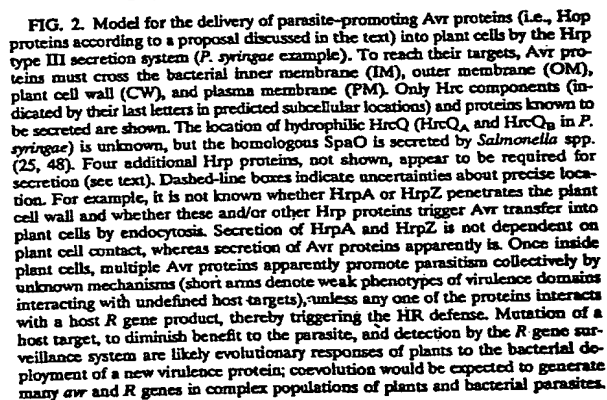 FIG. 2. Model for the delivery of parasite-promoting Avr proteins (i.e., Hop
proteins according to a proposal discussed in the text) into plant cells by the Hrp
type III secretion system (P. syringae example). To reach their targets, Avr pro-
teins must cross the bacterial inner membrane (IM), outer membrane (OM),
plant cell wall (CW), and plasma membrane (PM). Only Hrc components (in-
dicated by their last letters in predicted subcellular locations) and proteins known to
be secreted are shown. The location of hydrophilic HrcQ (HrcQA and HrcQB in P.
syringae) is unknown, but the homologous SpaO is secreted by Salmonella spp.
(25, 48). Four additional Hrp proteins, not shown, appear to be required for
secretion (see text). Dashed-line boxes indicate uncertainties about precise loca-
tion. For example, it is not known whether HrpA or HrpZ penetrates the plant
cell wall and whether these and/or other Hrp proteins trigger Avr transfer into
plant cells by endocytosis. Secretion of HrpA and HrpZ is not dependent on
plant cell contact, whereas secretion of Avr proteins apparently is. Once inside
plant cells, multiple Avr proteins apparently promote parasitism collectively by
unknown mechanisms (short arms denote weak phenotypes of virulence domains
interacting with undefined host targets), unless any one of the proteins interacts
with a host R gene product, thereby triggering the HR defense. Mutation of a
host target, to diminish benefit to the parasite, and detection by the R gene sur-
veillance system are likely evolutionary responses of plants to the bacterial de-
ployment of a new virulence protein; coevolution would be expected to generate
many avr and R genes in complex populations of plants and bacterial parasites.